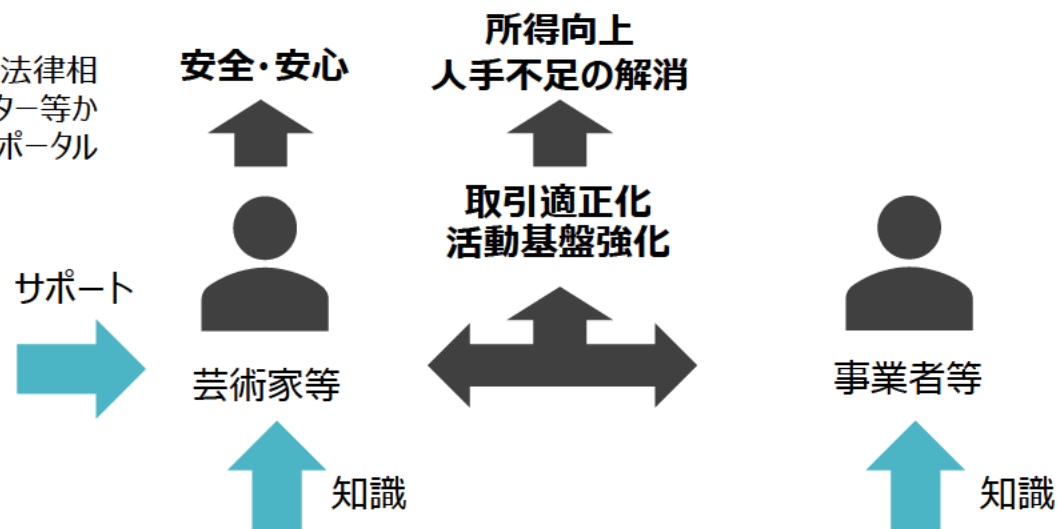 法律相
ター等か
ポータル
安全・安心
所得向上
人手不足の解消
取引適正化
活動基盤強化
サポート
芸術家等
事業者等
知識
知識